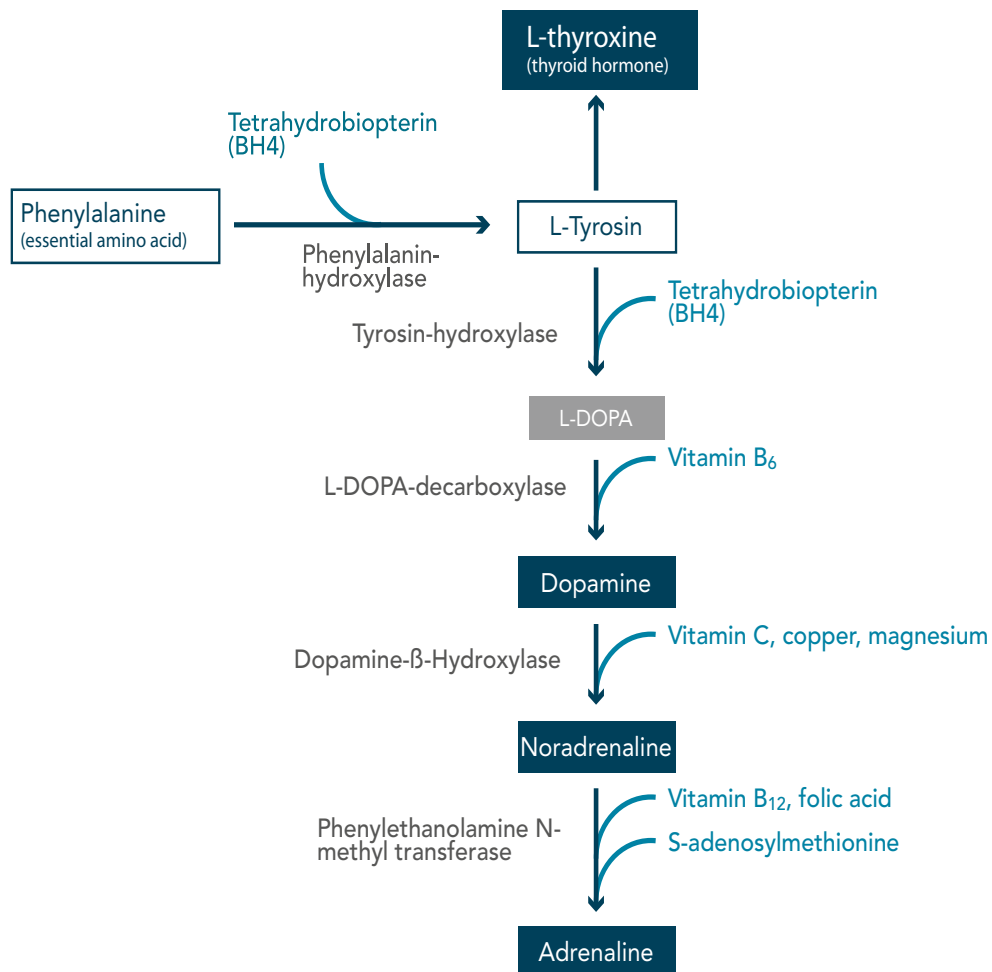 L-thyroxine
(thyroid hormone)
Tetrahydrobiopterin
(BH4)
Phenylalanine
(essential amino acid)
L-Tyrosin
Phenylalanin-
hydroxylase
Tetrahydrobiopterin
(BH4)
Tyrosin-hydroxylase
L-DOPA
Vitamin B₆
L-DOPA-decarboxylase
Dopamine
Vitamin C, copper, magnesium
Dopamine-ß-Hydroxylase
Noradrenaline
Vitamin B₁₂, folic acid
Phenylethanolamine N-
methyl transferase
S-adenosylmethionine
Adrenaline